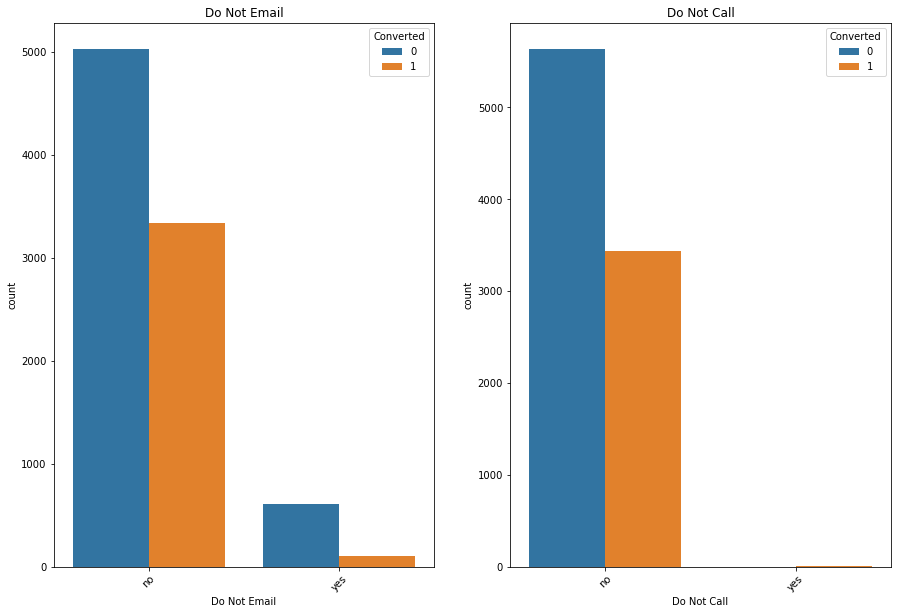 Do Not Email
Converted
0
1
5000
4000
3000
2000
1000
0
count
no
yes
Do Not Email
Do Not Call
Converted
0
1
5000
4000
3000
2000
1000
0
count
no
yes
Do Not Call